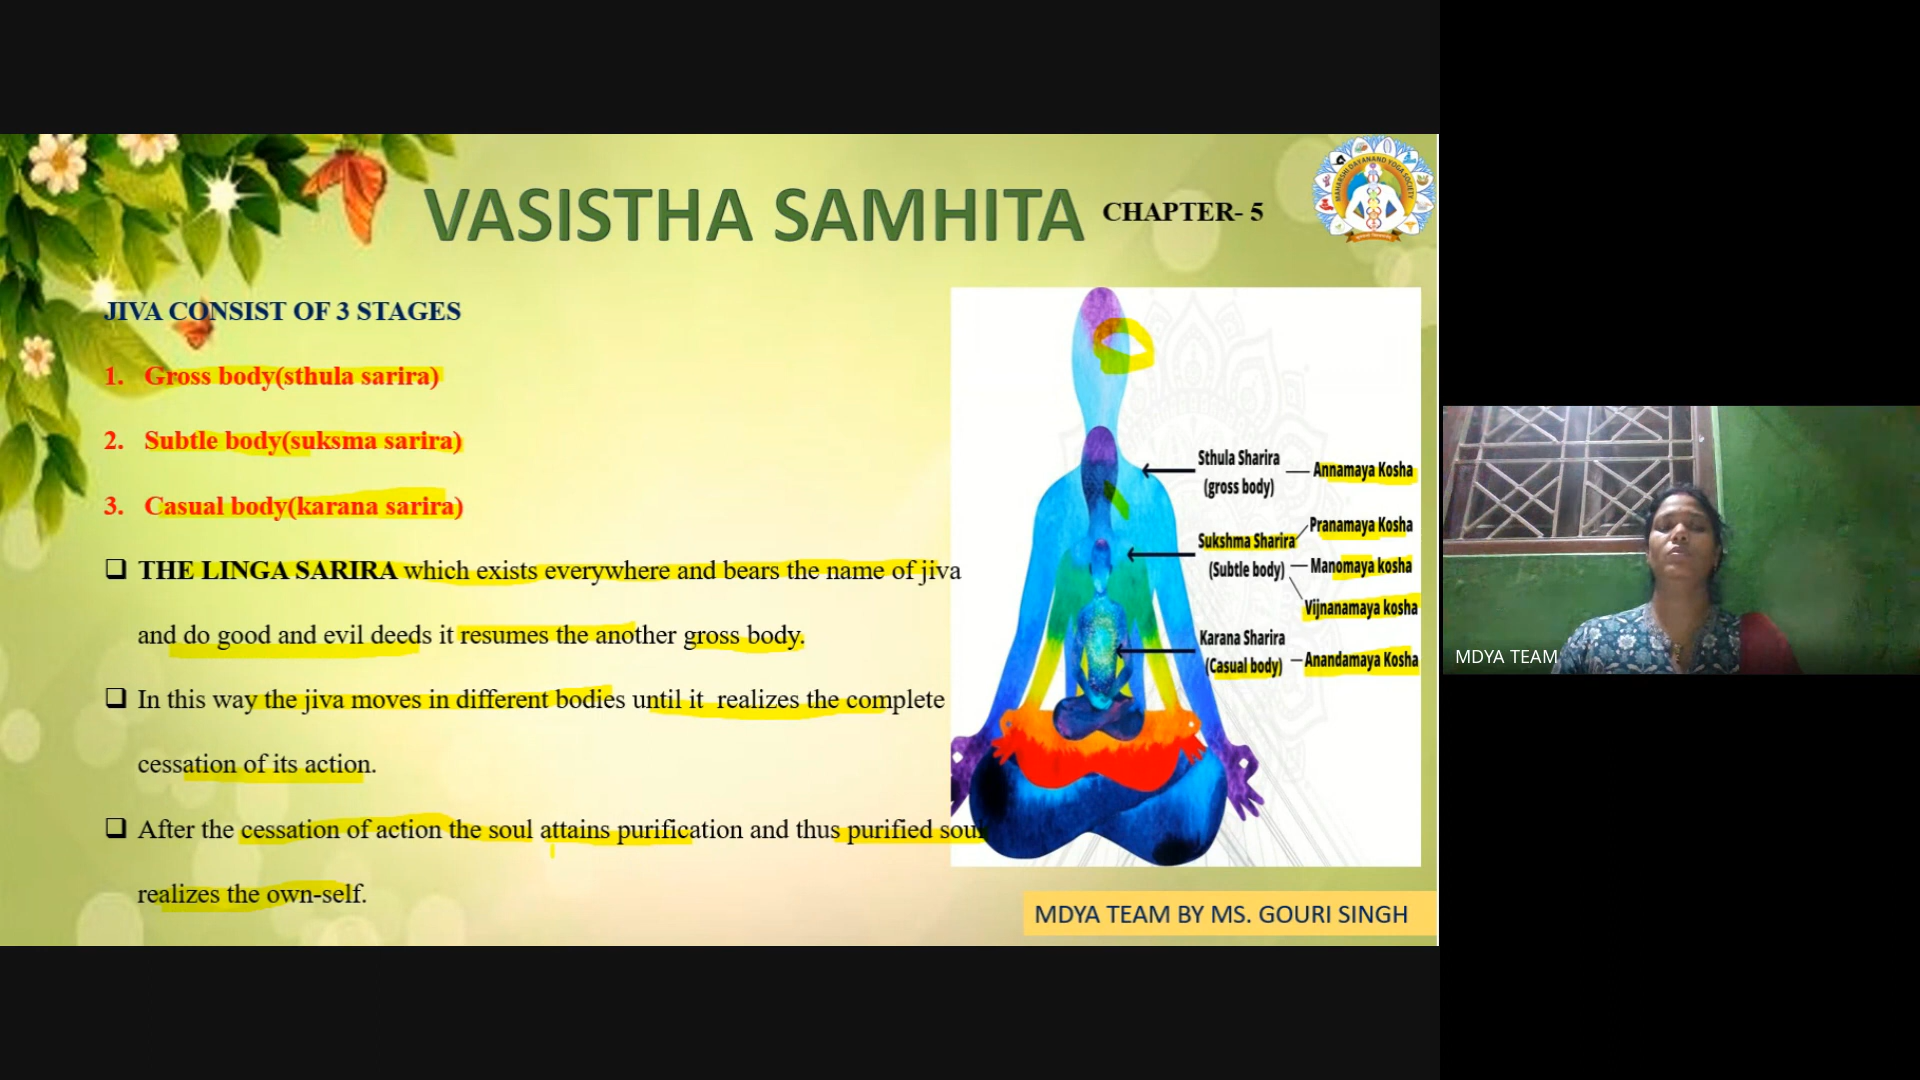 VASISTHA SAMHITA CHAPTER- 5
MAHARSHI DAYANAND YOGA SOCIETY
JIVA CONSIST OF 3 STAGES
1. Gross body(sthula sarira)
2. Subtle body(suksma sarira)
3. Casual body(karana sarira)
THE LINGA SARIRA which exists everywhere and bears the name of jiva
and do good and evil deeds it resumes the another gross body.
In this way the jiva moves in different bodies until it realizes the complete
cessation of its action.
After the cessation of action the soul attains purification and thus purified soul
realizes the own-self.
Sthula Sharira
(gross body)
Annamaya Kosha
Sukshma Sharira
(Subtle body)
Pranamaya Kosha
Manomaya kosha
Vijnanamaya kosha
Karana Sharira
(Casual body)
Anandamaya Kosha
MDYA TEAM BY MS. GOURI SINGH
MDYA TEAM